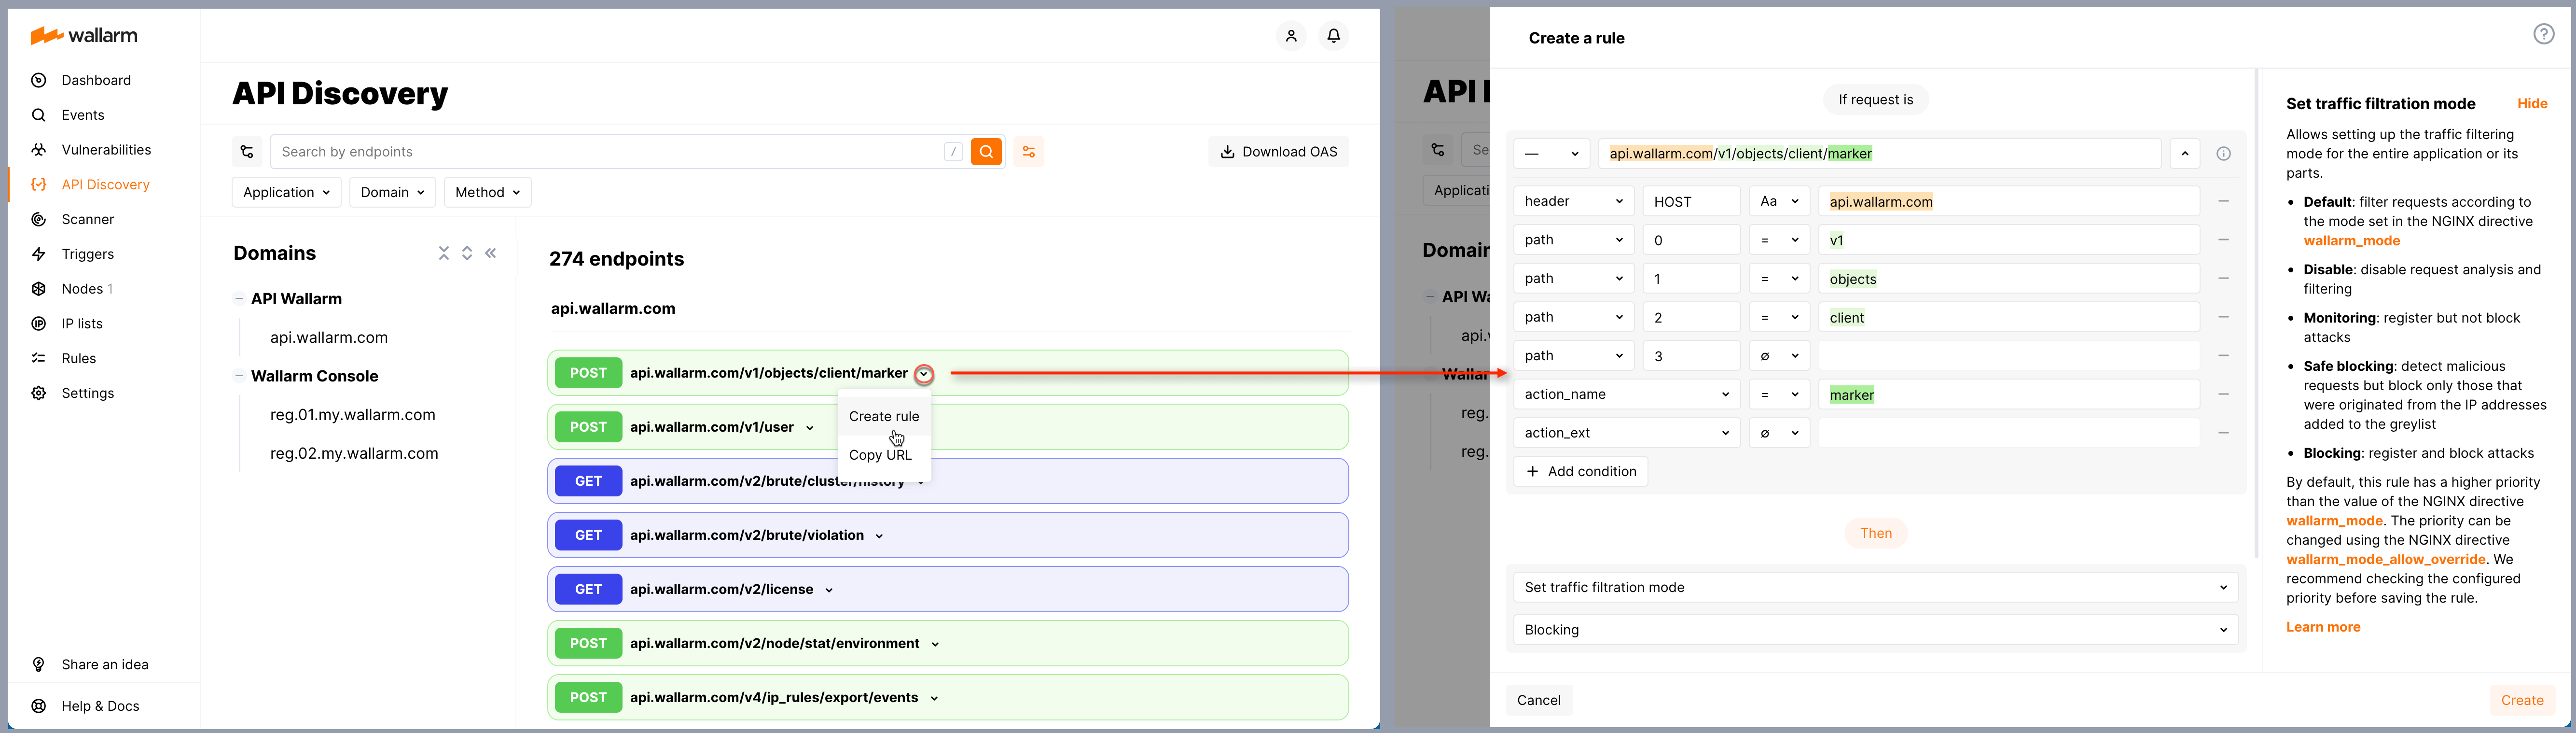 wallarm
Dashboard
Events
Vulnerabilities
API Discovery
Scanner
Triggers
Nodes 1
IP lists
Rules
Settings
Share an idea
Help & Docs
API Discovery
Search by endpoints /
Download OAS
Application
Domain
Method
Domains
API Wallarm
api.wallarm.com
Wallarm Console
reg.01.my.wallarm.com
reg.02.my.wallarm.com
274 endpoints
api.wallarm.com
POST api.wallarm.com/v1/objects/client/marker
Create rule
Copy URL
POST api.wallarm.com/v1/user
GET api.wallarm.com/v2/brute/cluster/history
GET api.wallarm.com/v2/brute/violation
GET api.wallarm.com/v2/license
POST api.wallarm.com/v2/node/stat/environment
POST api.wallarm.com/v4/ip_rules/export/events
API
Se
Applicati
Domain
API Wa
api.
Wallar
reg.
reg.
Create a rule
If request is
— api.wallarm.com/v1/objects/client/marker
header HOST Aa api.wallarm.com
path 0 = v1
path 1 = objects
path 2 = client
path 3 ∅
action_name = marker
action_ext ∅
+ Add condition
Then
Set traffic filtration mode
Blocking
Cancel
Create
Set traffic filtration mode Hide
Allows setting up the traffic filtering
mode for the entire application or its
parts.
• Default: filter requests according to
the mode set in the NGINX directive
wallarm_mode
• Disable: disable request analysis and
filtering
• Monitoring: register but not block
attacks
• Safe blocking: detect malicious
requests but block only those that
were originated from the IP addresses
added to the greylist
• Blocking: register and block attacks
By default, this rule has a higher priority
than the value of the NGINX directive
wallarm_mode. The priority can be
changed using the NGINX directive
wallarm_mode_allow_override. We
recommend checking the configured
priority before saving the rule.
Learn more